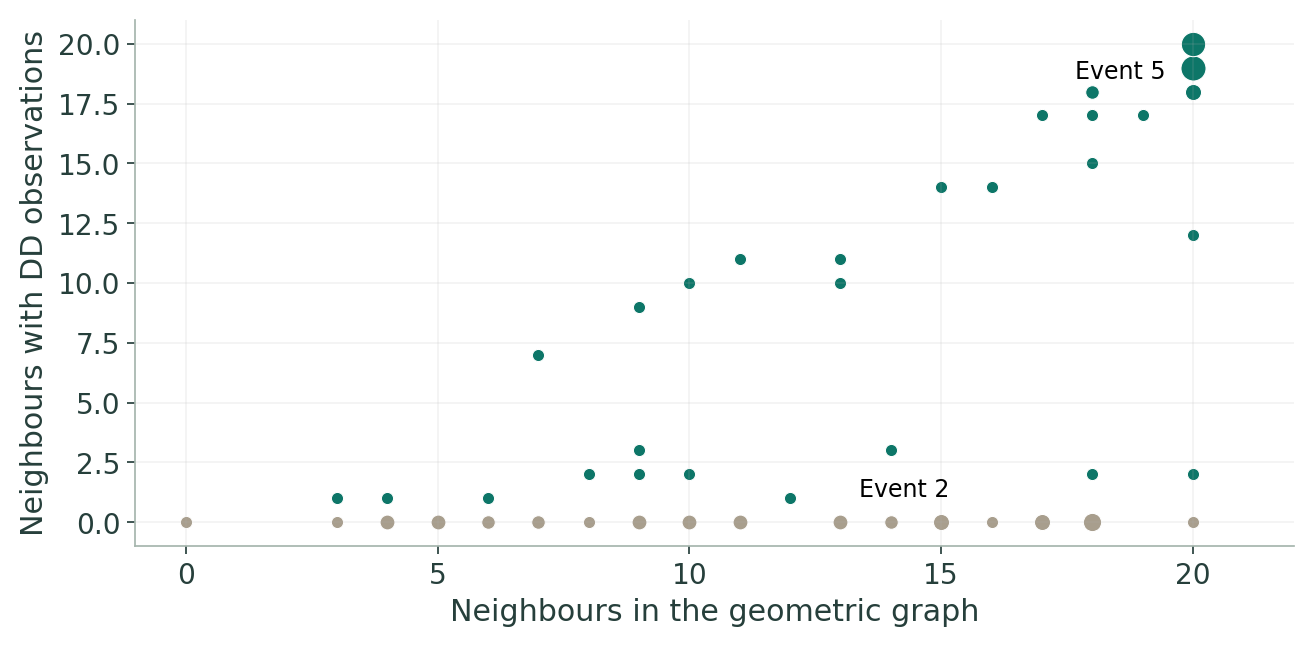 Neighbours with DD observations
20.0
17.5
15.0
12.5
10.0
7.5
5.0
2.5
0.0
Event 5
Event 2
0 5 10 15 20
Neighbours in the geometric graph